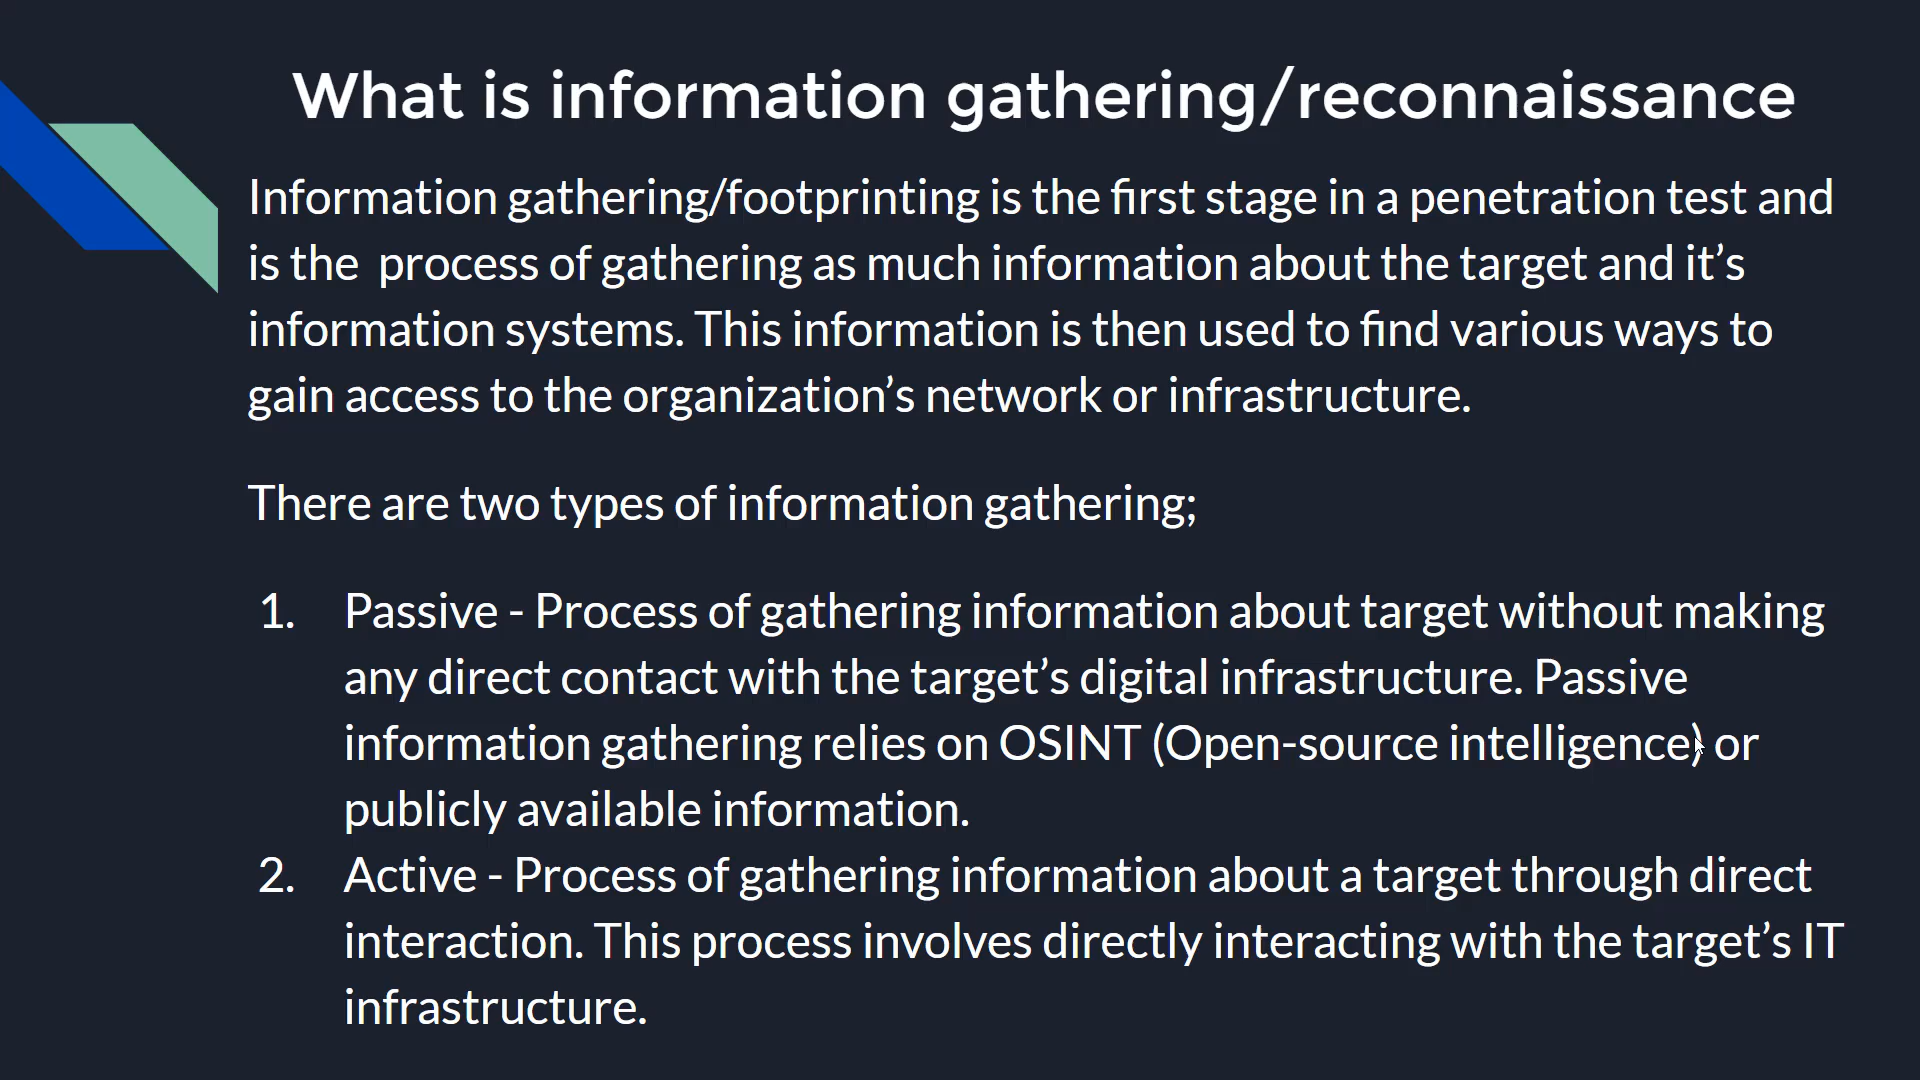 What is information gathering/reconnaissance
Information gathering/footprinting is the first stage in a penetration test and
is the  process of gathering as much information about the target and it’s
information systems. This information is then used to find various ways to
gain access to the organization’s network or infrastructure.
There are two types of information gathering;
1. Passive - Process of gathering information about target without making
any direct contact with the target’s digital infrastructure. Passive
information gathering relies on OSINT (Open-source intelligence) or
publicly available information.
2. Active - Process of gathering information about a target through direct
interaction. This process involves directly interacting with the target’s IT
infrastructure.